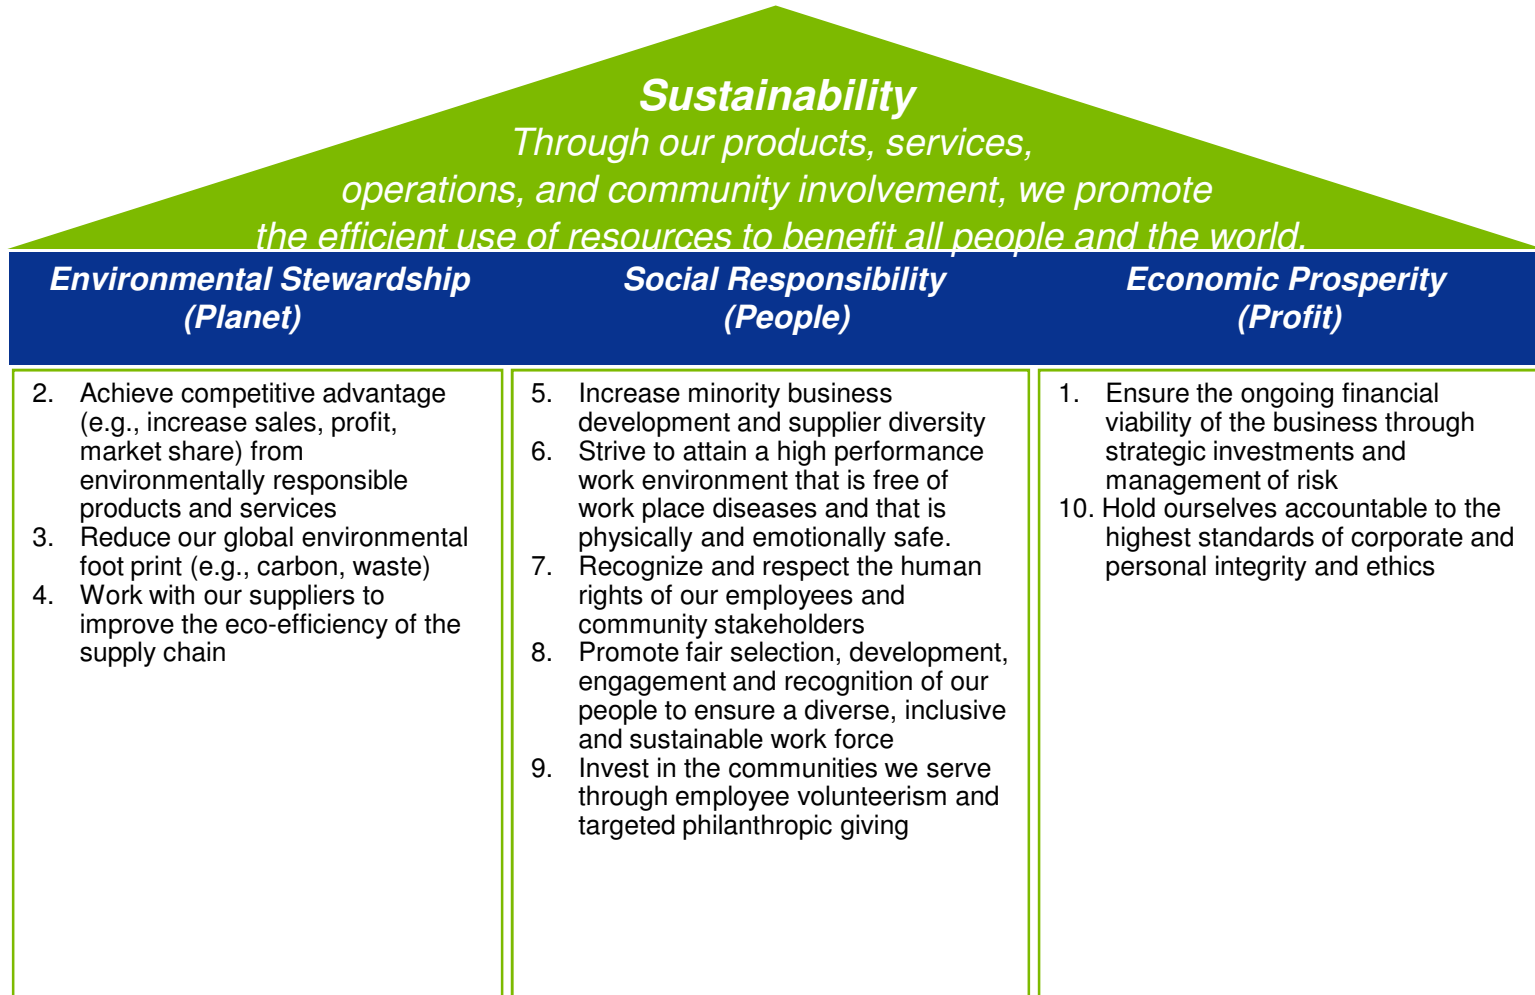 Sustainability
Through our products, services,
operations, and community involvement, we promote
the efficient use of resources to benefit all people and the world.
Environmental Stewardship
(Planet)
Social Responsibility
(People)
Economic Prosperity
(Profit)
2. Achieve competitive advantage
(e.g., increase sales, profit,
market share) from
environmentally responsible
products and services
3. Reduce our global environmental
foot print (e.g., carbon, waste)
4. Work with our suppliers to
improve the eco-efficiency of the
supply chain
5. Increase minority business
development and supplier diversity
6. Strive to attain a high performance
work environment that is free of
work place diseases and that is
physically and emotionally safe.
7. Recognize and respect the human
rights of our employees and
community stakeholders
8. Promote fair selection, development,
engagement and recognition of our
people to ensure a diverse, inclusive
and sustainable work force
9. Invest in the communities we serve
through employee volunteerism and
targeted philanthropic giving
1. Ensure the ongoing financial
viability of the business through
strategic investments and
management of risk
10. Hold ourselves accountable to the
highest standards of corporate and
personal integrity and ethics